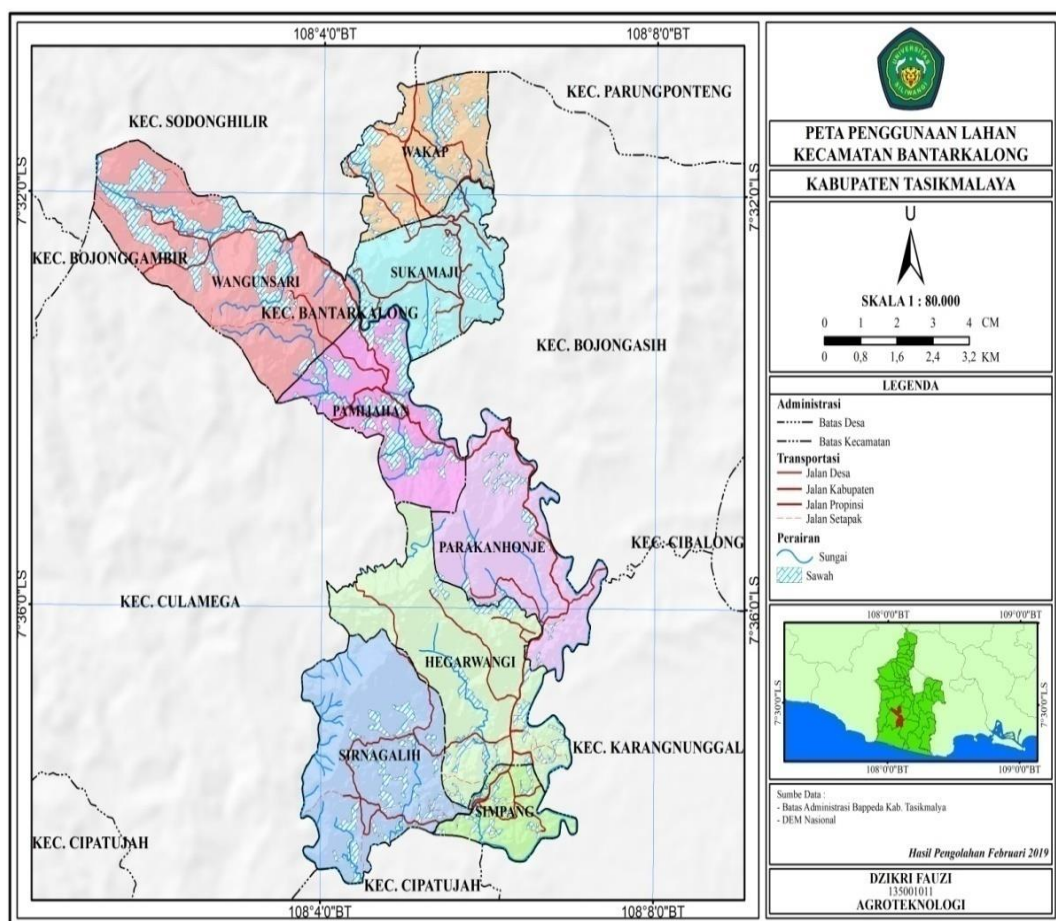 108°4'0"BT
108°8'0"BT
KEC. PARUNGPONTENG
KEC. SODONGHILIR
WAKAP
7°32'0"LS
7°32'0"LS
KEC. BOJONGGAMBIR
WANGUNSARI
SUKAMAJU
KEC. BANTARKALONG
KEC. BOJONGASIH
PAMIJAHAN
PARAKANHONJE
KEC. CIBALONG
KEC. CULAMEGA
7°36'0"LS
7°36'0"LS
HEGARWANGI
KEC. KARANGNUNGGAL
SIRNAGALIH
SIMPANG
KEC. CIPATUJAH
KEC. CIPATUJAH
108°4'0"BT
108°8'0"BT
UNIVERSITAS
SILIWANGI
PETA PENGGUNAAN LAHAN
KECAMATAN BANTARKALONG
KABUPATEN TASIKMALAYA
U
SKALA 1 : 80.000
0 1 2 3 4 CM
0 0,8 1,6 2,4 3,2 KM
LEGENDA
Administrasi
Batas Desa
Batas Kecamatan
Transportasi
Jalan Desa
Jalan Kabupaten
Jalan Propinsi
Jalan Setapak
Perairan
Sungai
Sawah
108°0'0"BT
109°0'0"BT
7°30'0"LS
7°30'0"LS
108°0'0"BT
109°0'0"BT
Sumbe Data :
- Batas Administrasi Bappeda Kab. Tasikmalya
- DEM Nasional
Hasil Pengolahan Februari 2019
DZIKRI FAUZI
135001011
AGROTEKNOLOGI